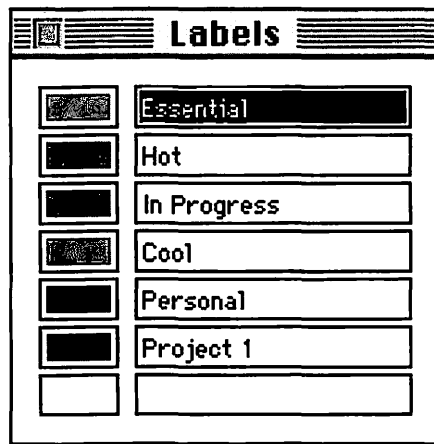 Labels
Essential
Hot
In Progress
Cool
Personal
Project 1